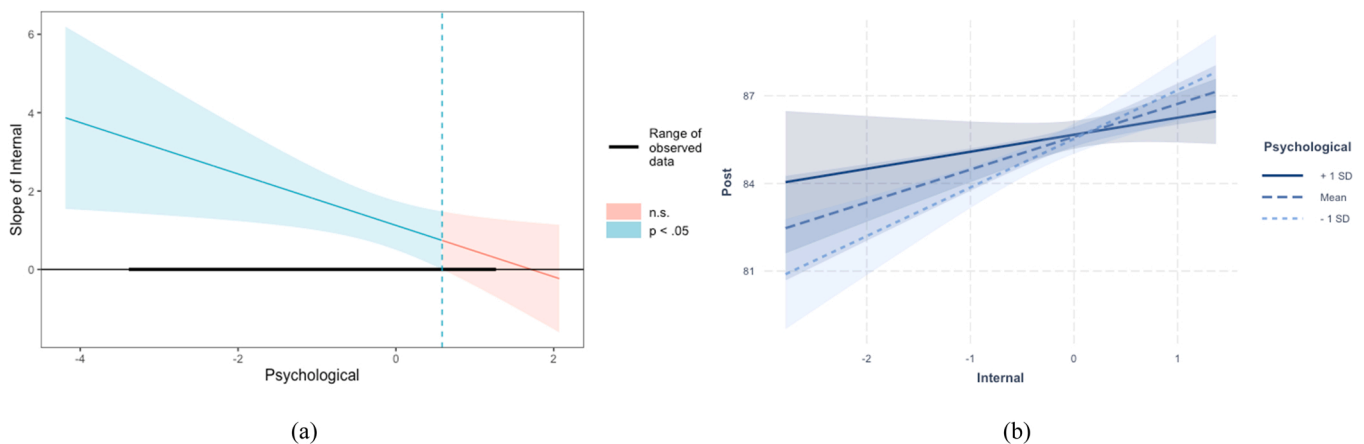 6
4
2
0
Slope of Internal
-4
-2
0
2
Psychological
Range of
observed
data
n.s.
p < .05
(a)
87
84
81
Post
-2
-1
0
1
Internal
Psychological
+ 1 SD
Mean
- 1 SD
(b)